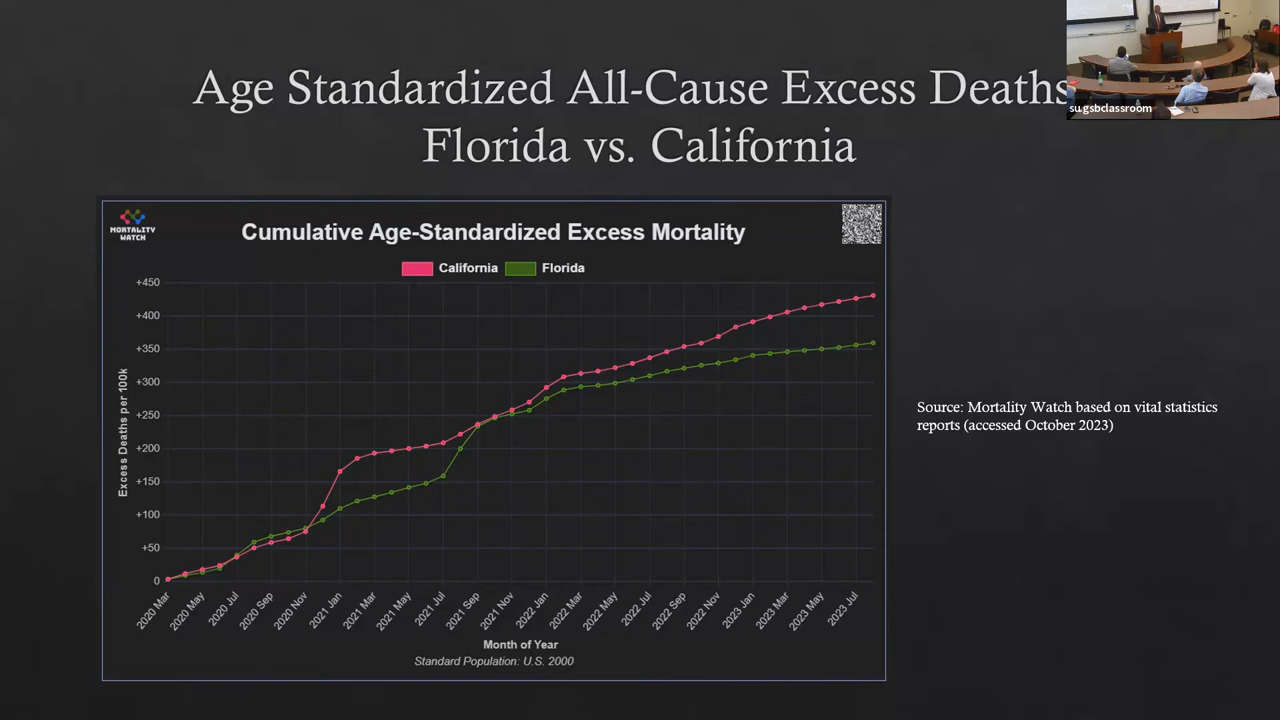 Age Standardized All-Cause Excess Deaths
Florida vs. California
su.gsbclassroom
MORTALITY
WATCH
Cumulative Age-Standardized Excess Mortality
California
Florida
+450
+400
+350
+300
+250
+200
+150
+100
+50
0
Excess Deaths per 100k
2020 Mar
2020 May
2020 Jul
2020 Sep
2020 Nov
2021 Jan
2021 Mar
2021 May
2021 Jul
2021 Sep
2021 Nov
2022 Jan
2022 Mar
2022 May
2022 Jul
2022 Sep
2022 Nov
2023 Jan
2023 Mar
2023 May
2023 Jul
Month of Year
Standard Population: U.S. 2000
Source: Mortality Watch based on vital statistics
reports (accessed October 2023)